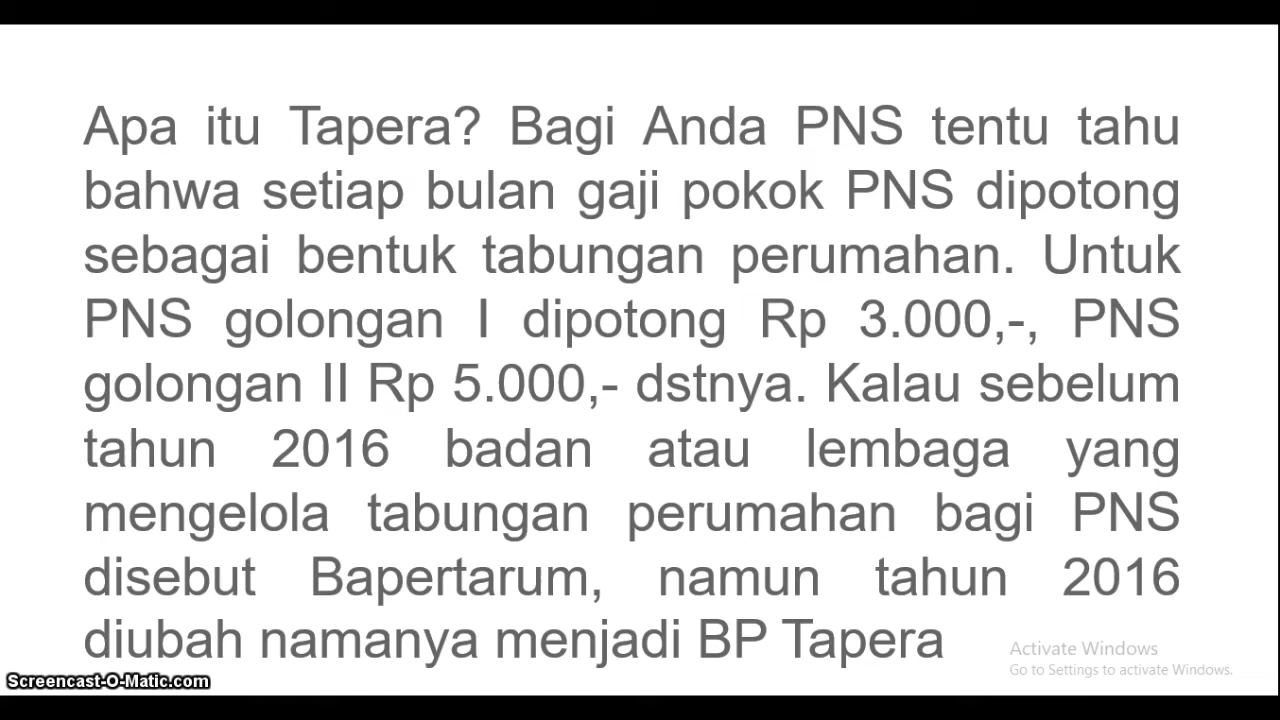 Apa itu Tapera? Bagi Anda PNS tentu tahu
bahwa setiap bulan gaji pokok PNS dipotong
sebagai bentuk tabungan perumahan. Untuk
PNS golongan I dipotong Rp 3.000,-, PNS
golongan II Rp 5.000,- dstnya. Kalau sebelum
tahun 2016 badan atau lembaga yang
mengelola tabungan perumahan bagi PNS
disebut Bapertarum, namun tahun 2016
diubah namanya menjadi BP Tapera
Activate Windows
Go to Settings to activate Windows.
Screencast-O-Matic.com